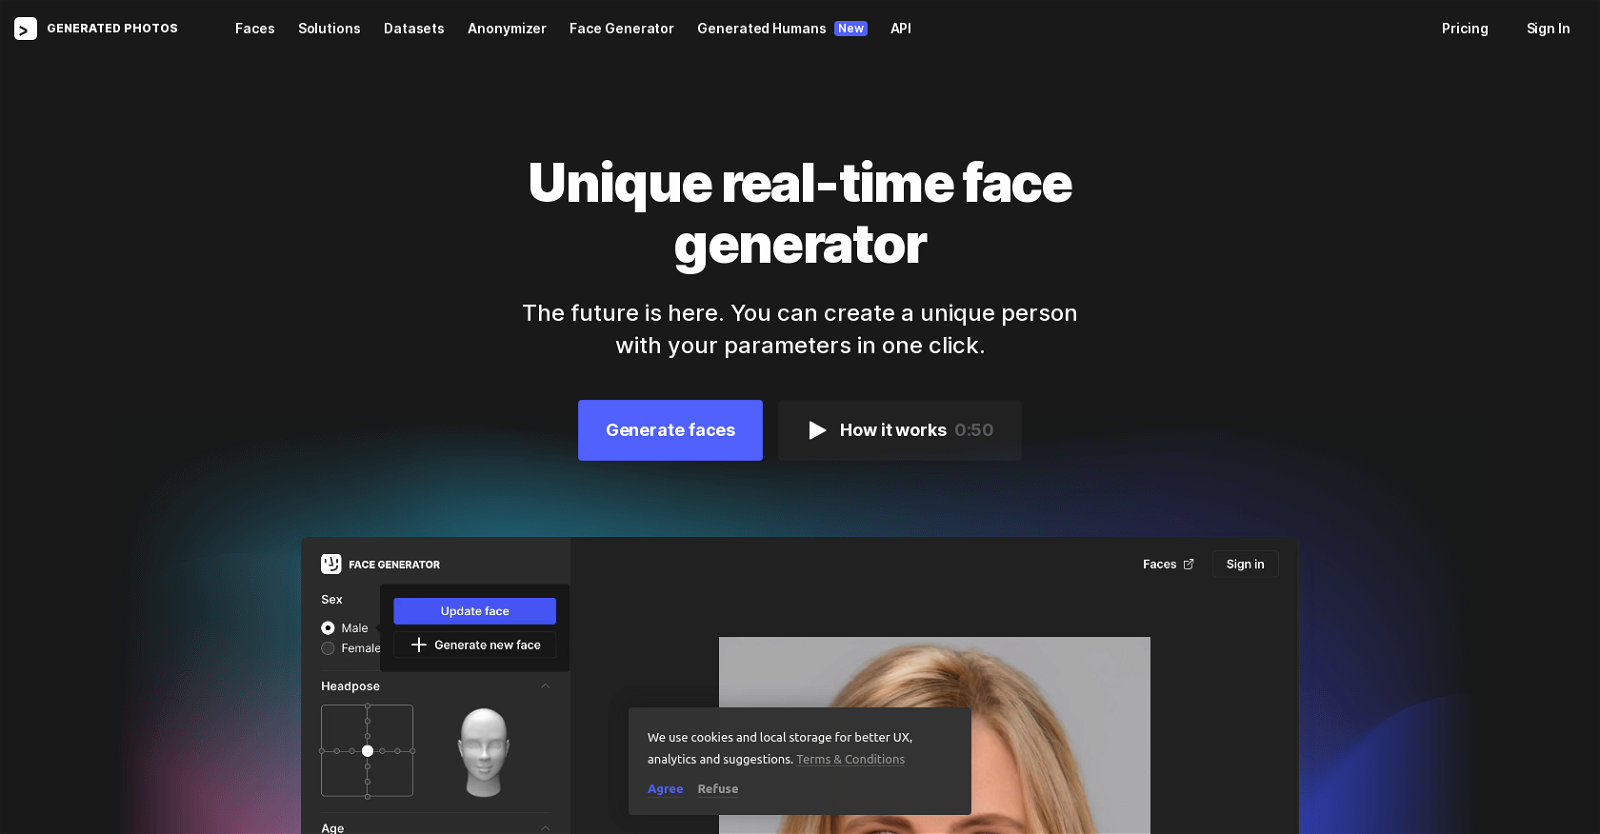 GENERATED PHOTOS
Faces
Solutions
Datasets
Anonymizer
Face Generator
Generated Humans New
API
Pricing
Sign In
Unique real-time face
generator
The future is here. You can create a unique person
with your parameters in one click.
Generate faces
How it works 0:50
FACE GENERATOR
Faces
Sign in
Sex
Update face
Male
Generate new face
Female
Headpose
We use cookies and local storage for better UX,
analytics and suggestions. Terms & Conditions
Agree Refuse
Age